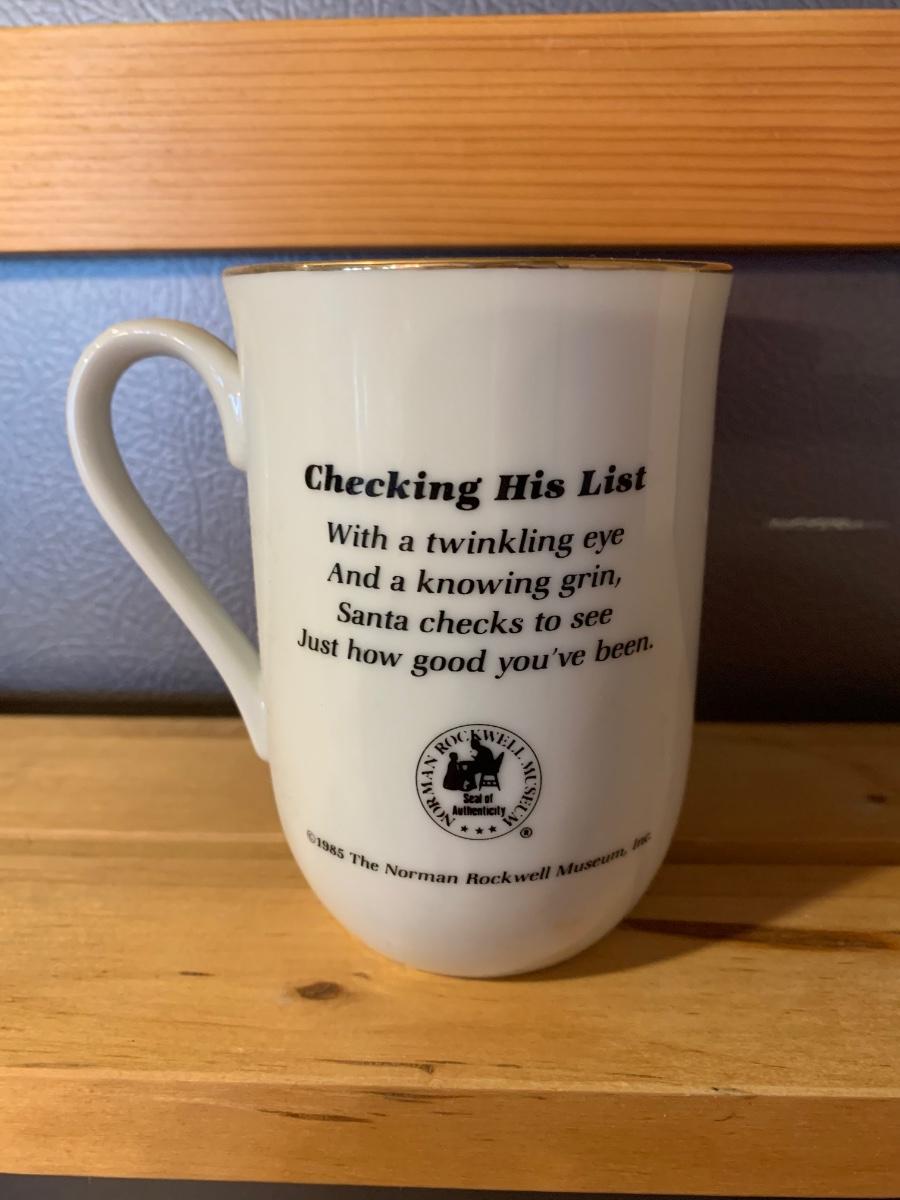 Checking His List
With a twinkling eye
And a knowing grin,
Santa checks to see
Just how good you've been.
NORMAN ROCKWELL MUSEUM
Seal of
Authenticity
®
©1985 The Norman Rockwell Museum, Inc.